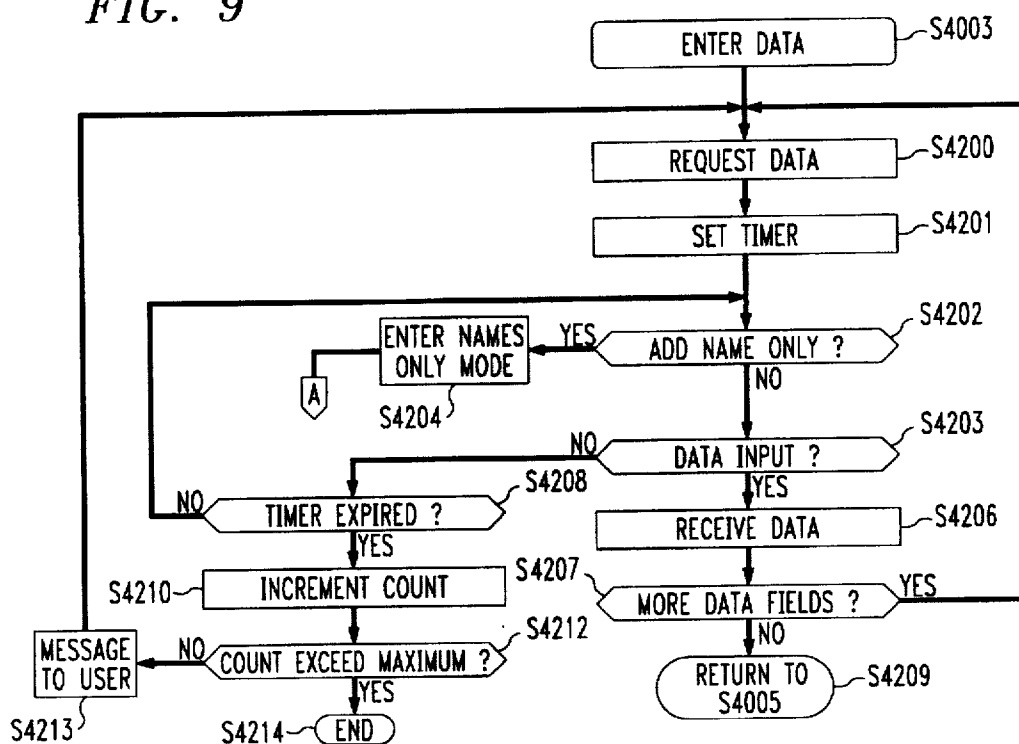 FIG. 9
ENTER DATA
S4003
REQUEST DATA
S4200
SET TIMER
S4201
S4202
ENTER NAMES
ONLY MODE
YES
ADD NAME ONLY ?
A
NO
S4204
S4203
NO
DATA INPUT ?
S4208
YES
NO
TIMER EXPIRED ?
RECEIVE DATA
S4206
YES
S4207
YES
S4210
INCREMENT COUNT
MORE DATA FIELDS ?
S4212
NO
MESSAGE
TO USER
NO
COUNT EXCEED MAXIMUM ?
RETURN TO
S4005
S4209
YES
S4213
S4214
END